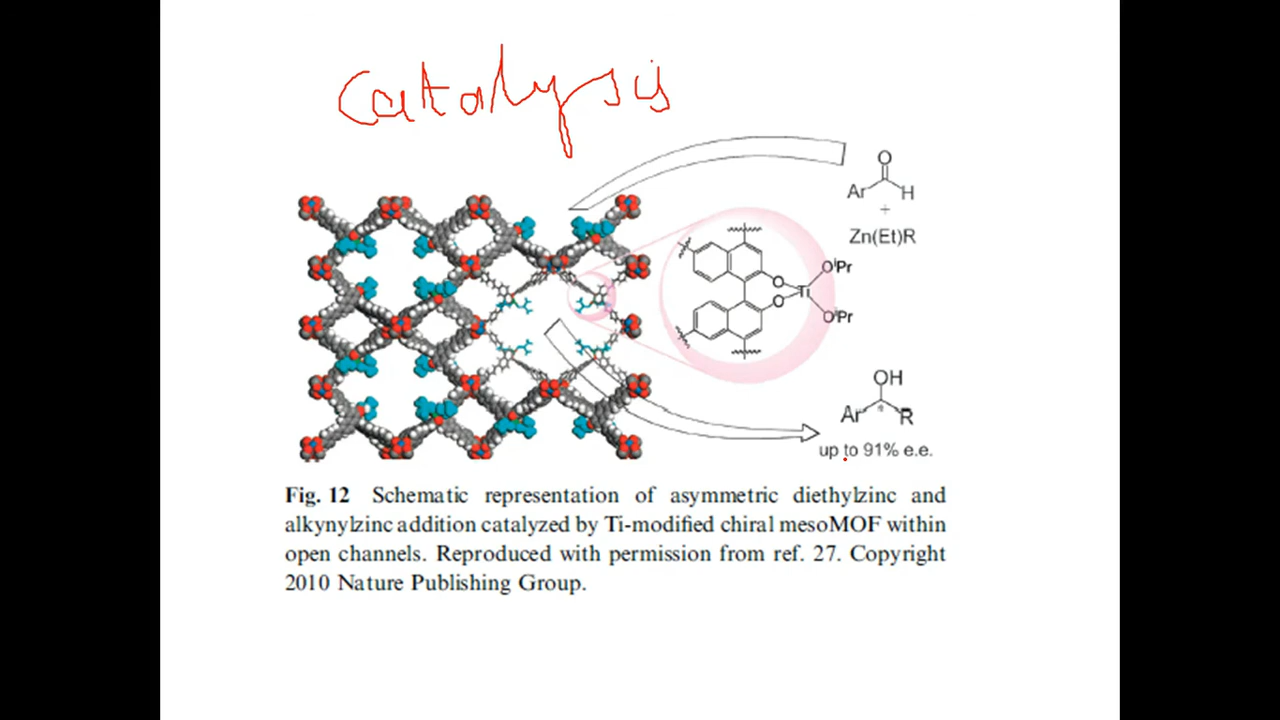 Catalysis
O
Ar H
+
Zn(Et)R
O
O
Ti
OⁱPr
OⁱPr
OH
Ar * R
up to 91% e.e.
Fig. 12 Schematic representation of asymmetric diethylzinc and
alkynylzinc addition catalyzed by Ti-modified chiral mesoMOF within
open channels. Reproduced with permission from ref. 27. Copyright
2010 Nature Publishing Group.